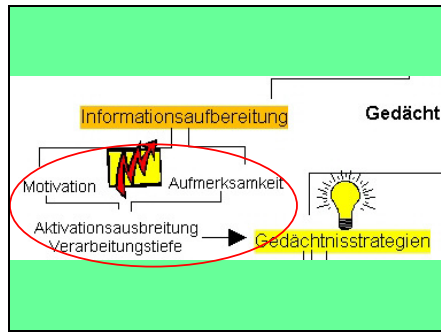 Informationsaufbereitung
Gedächt
Motivation
Aufmerksamkeit
Aktivationsausbreitung
Verarbeitungstiefe
Gedächtnisstrategien